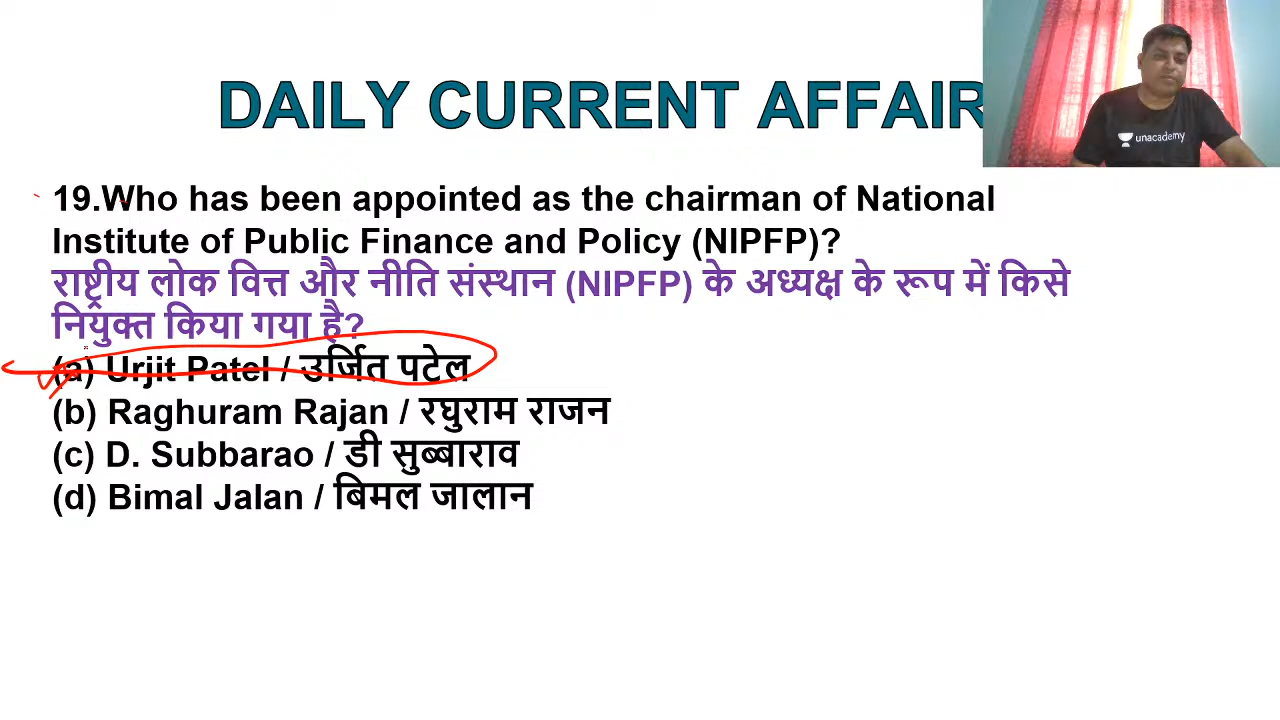 DAILY CURRENT AFFAIR
unacademy
19.Who has been appointed as the chairman of National
Institute of Public Finance and Policy (NIPFP)?
राष्ट्रीय लोक वित्त और नीति संस्थान (NIPFP) के अध्यक्ष के रूप में किसे
नियुक्त किया गया है?
(a) Urjit Patel / उर्जित पटेल
(b) Raghuram Rajan / रघुराम राजन
(c) D. Subbarao / डी सुब्बाराव
(d) Bimal Jalan / बिमल जालान